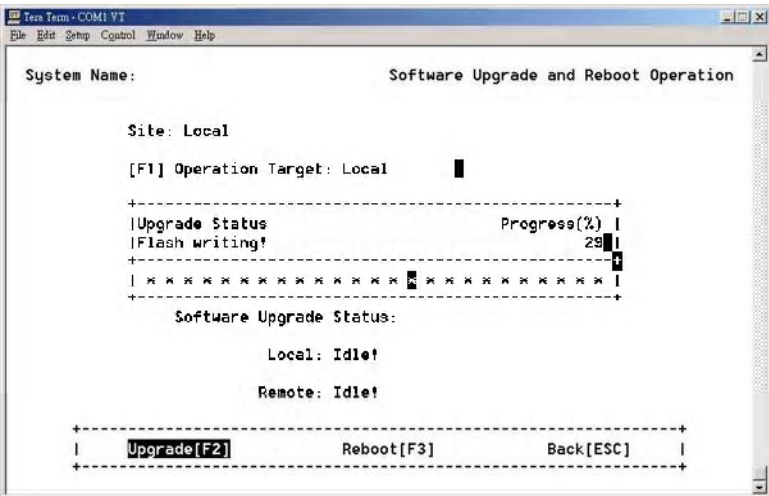 Tera Term - COM1 VT
File Edit Setup Control Window Help
System Name: Software Upgrade and Reboot Operation
Site: Local
[F1] Operation Target: Local
+----------------------------------------------------+
|Upgrade Status Progress(%) |
|Flash writing! 29 |
+----------------------------------------------------+
| * * * * * * * * * * * * * * * * * * * * * * * * * |
+----------------------------------------------------+
Software Upgrade Status:
Local: Idle!
Remote: Idle!
+------------------------------------------------------------------+
| Upgrade[F2] Reboot[F3] Back[ESC] |
+------------------------------------------------------------------+